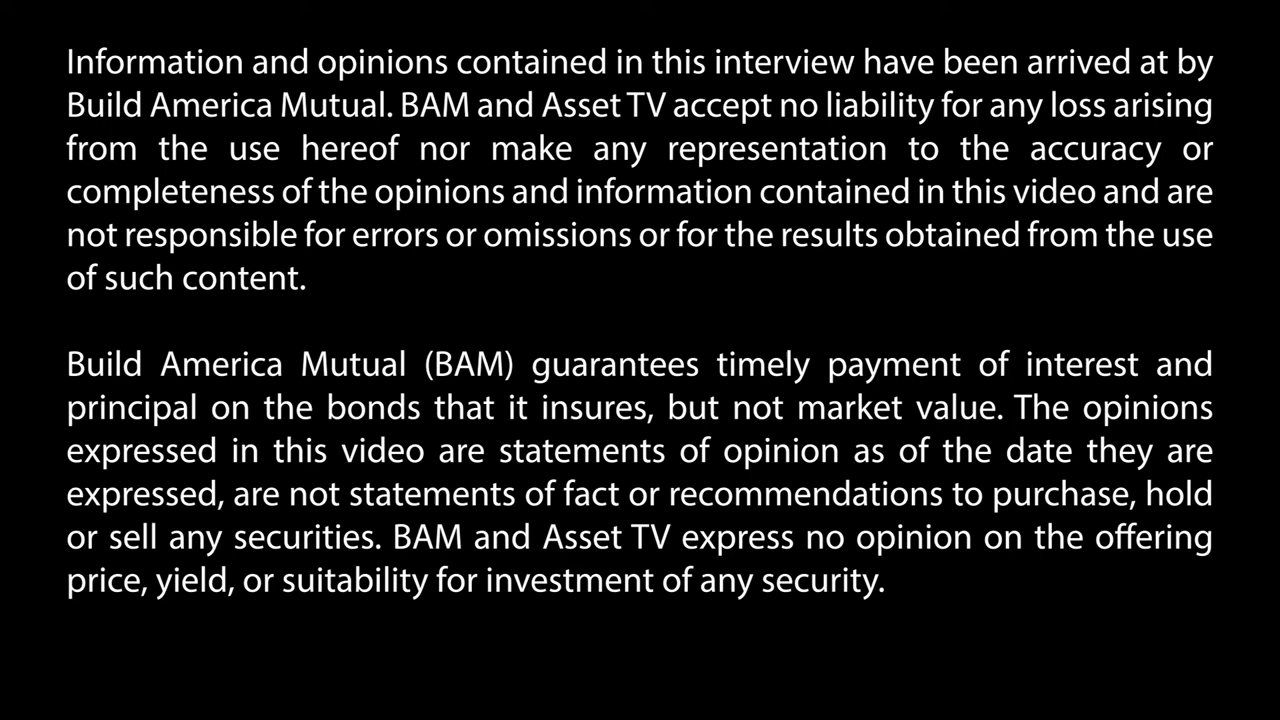 Information and opinions contained in this interview have been arrived at by
Build America Mutual. BAM and Asset TV accept no liability for any loss arising
from the use hereof nor make any representation to the accuracy or
completeness of the opinions and information contained in this video and are
not responsible for errors or omissions or for the results obtained from the use
of such content.
Build America Mutual (BAM) guarantees timely payment of interest and
principal on the bonds that it insures, but not market value. The opinions
expressed in this video are statements of opinion as of the date they are
expressed, are not statements of fact or recommendations to purchase, hold
or sell any securities. BAM and Asset TV express no opinion on the offering
price, yield, or suitability for investment of any security.